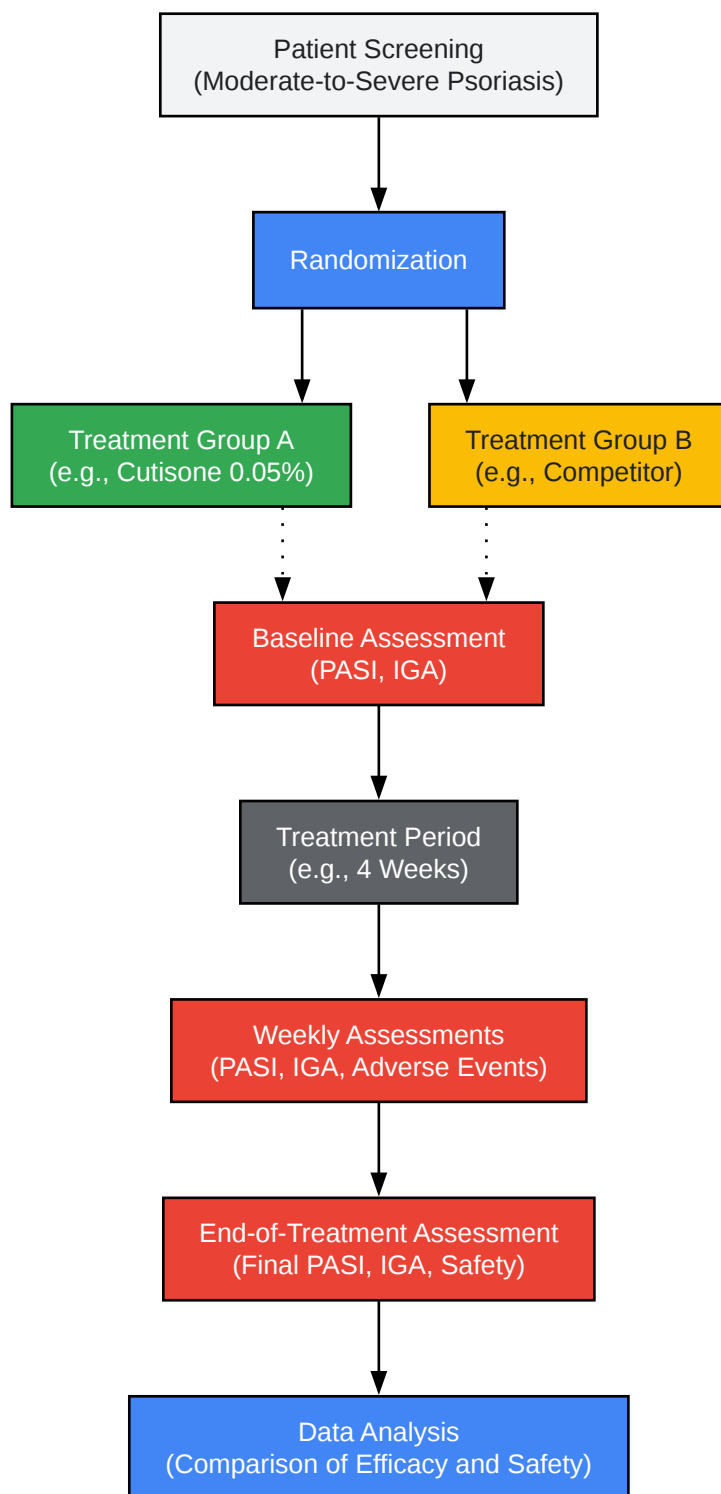 Patient Screening
(Moderate-to-Severe Psoriasis)
Randomization
Treatment Group A
(e.g., Cutisone 0.05%)
Treatment Group B
(e.g., Competitor)
Baseline Assessment
(PASI, IGA)
Treatment Period
(e.g., 4 Weeks)
Weekly Assessments
(PASI, IGA, Adverse Events)
End-of-Treatment Assessment
(Final PASI, IGA, Safety)
Data Analysis
(Comparison of Efficacy and Safety)